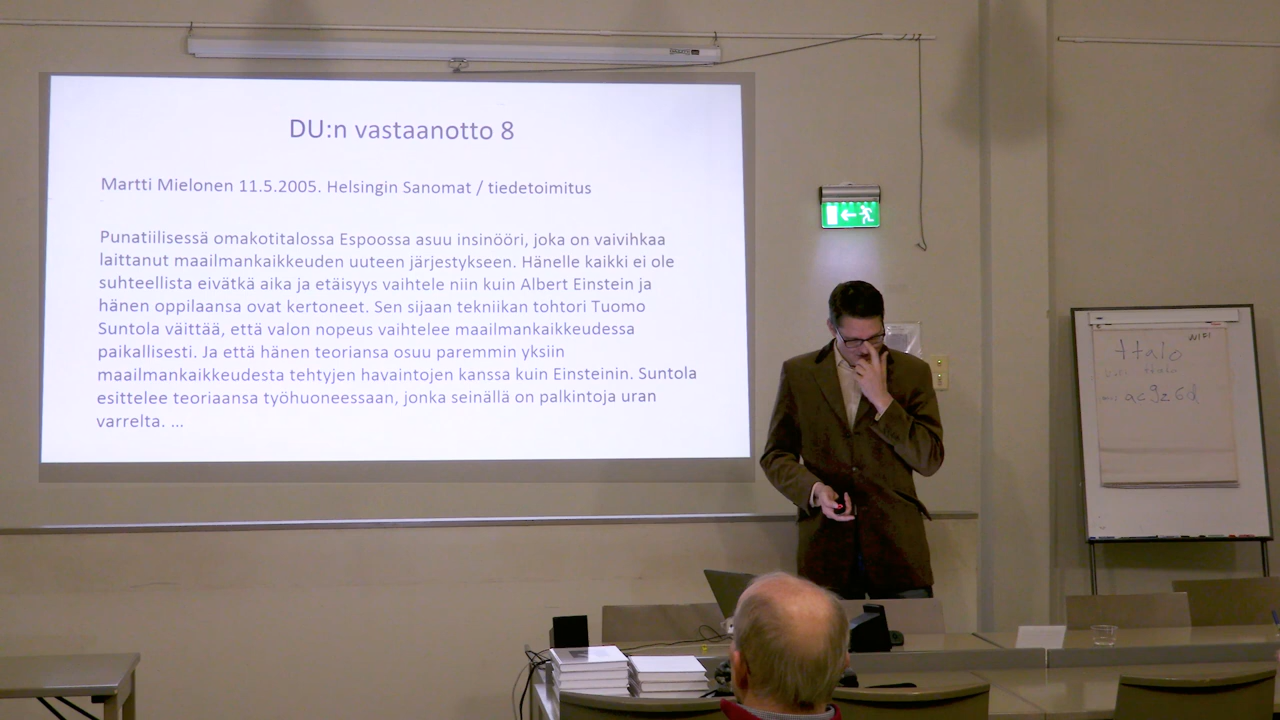 DU:n vastaanotto 8
Martti Mielonen 11.5.2005. Helsingin Sanomat / tiedetoimitus
Punatiilisessä omakotitalossa Espoossa asuu insinööri, joka on vaivihkaa
laittanut maailmankaikkeuden uuteen järjestykseen. Hänelle kaikki ei ole
suhteellista eivätkä aika ja etäisyys vaihtele niin kuin Albert Einstein ja
hänen oppilaansa ovat kertoneet. Sen sijaan tekniikan tohtori Tuomo
Suntola väittää, että valon nopeus vaihtelee maailmankaikkeudessa
paikallisesti. Ja että hänen teoriansa osuu paremmin yksiin
maailmankaikkeudesta tehtyjen havaintojen kanssa kuin Einsteinin. Suntola
esittelee teoriaansa työhuoneessaan, jonka seinällä on palkintoja uran
varrelta. ...
WIFI
ttalo